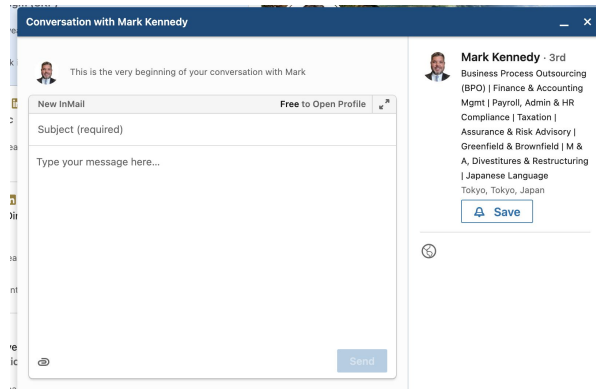 Conversation with Mark Kennedy
This is the very beginning of your conversation with Mark
New InMail
Free to Open Profile
Subject (required)
Type your message here...
Send
Mark Kennedy · 3rd
Business Process Outsourcing
(BPO) | Finance & Accounting
Mgmt | Payroll, Admin & HR
Compliance | Taxation |
Assurance & Risk Advisory |
Greenfield & Brownfield | M &
A, Divestitures & Restructuring
| Japanese Language
Tokyo, Tokyo, Japan
Save